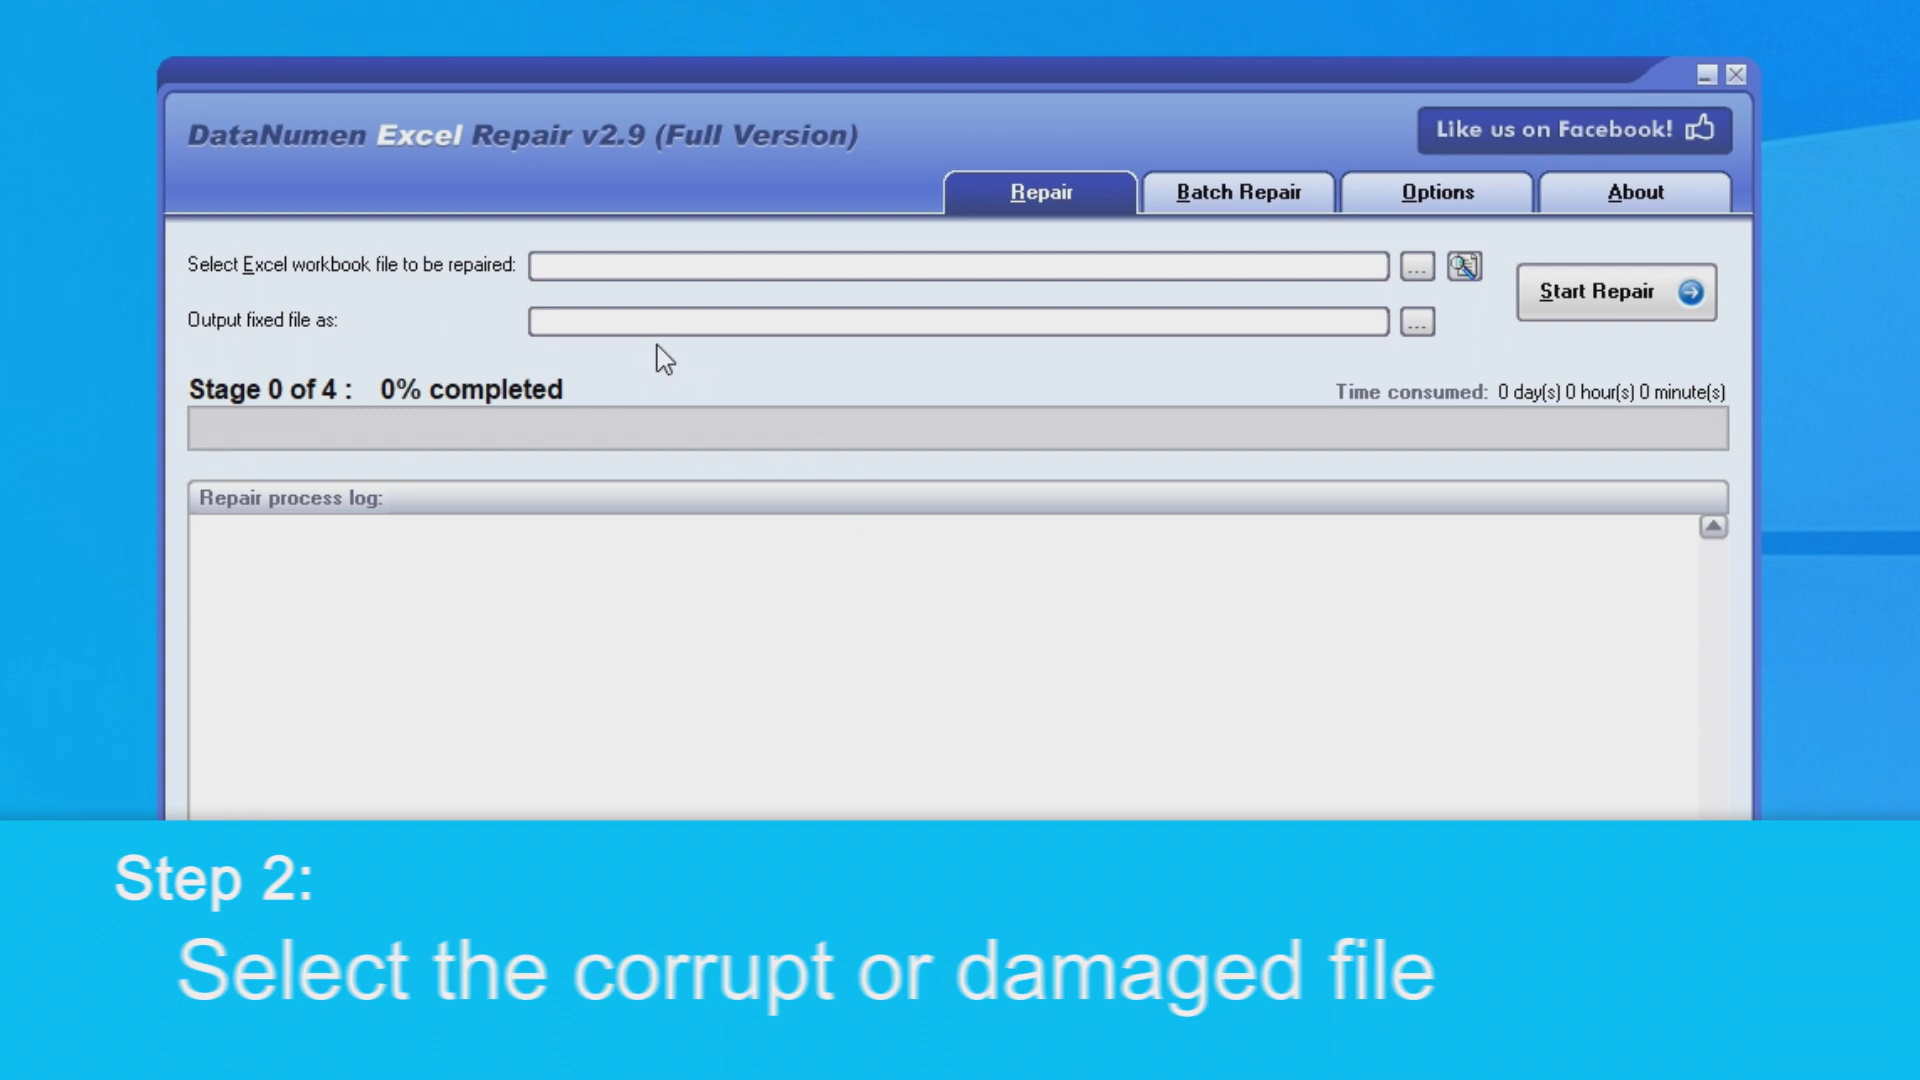 DataNumen Excel Repair v2.9 (Full Version)
Like us on Facebook!
Repair
Batch Repair
Options
About
Select Excel workbook file to be repaired:
...
Start Repair
Output fixed file as:
...
Stage 0 of 4 : 0% completed
Time consumed: 0 day(s) 0 hour(s) 0 minute(s)
Repair process log:
Step 2:
Select the corrupt or damaged file